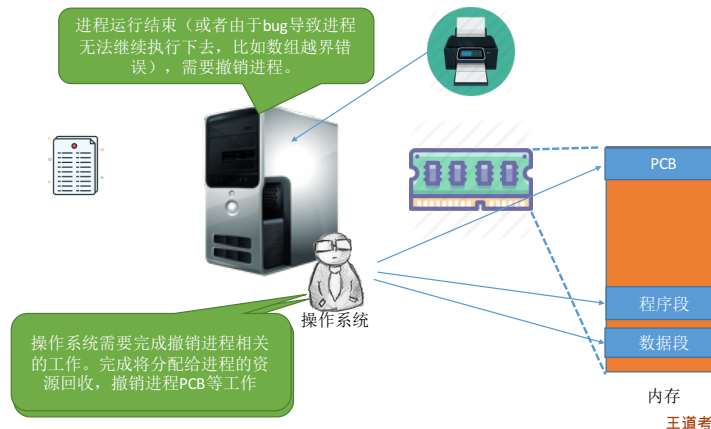 进程运行结束（或者由于bug导致进程
无法继续执行下去，比如数组越界错
误），需要撤销进程。
PCB
程序段
操作系统
数据段
操作系统需要完成撤销进程相关
的工作。完成将分配给进程的资
源回收，撤销进程PCB等工作
内存
王道考